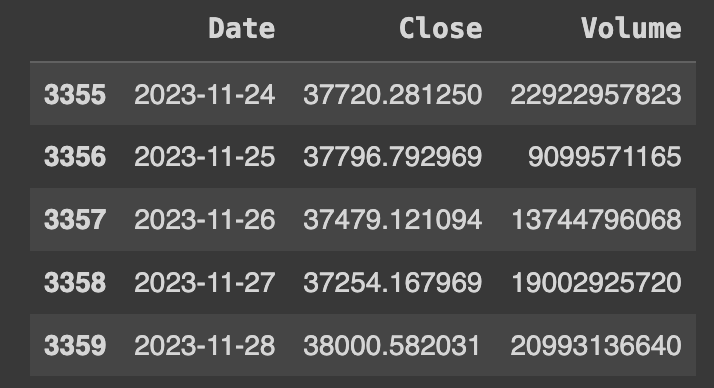 Date Close Volume
3355 2023-11-24 37720.281250 22922957823
3356 2023-11-25 37796.792969 9099571165
3357 2023-11-26 37479.121094 13744796068
3358 2023-11-27 37254.167969 19002925720
3359 2023-11-28 38000.582031 20993136640